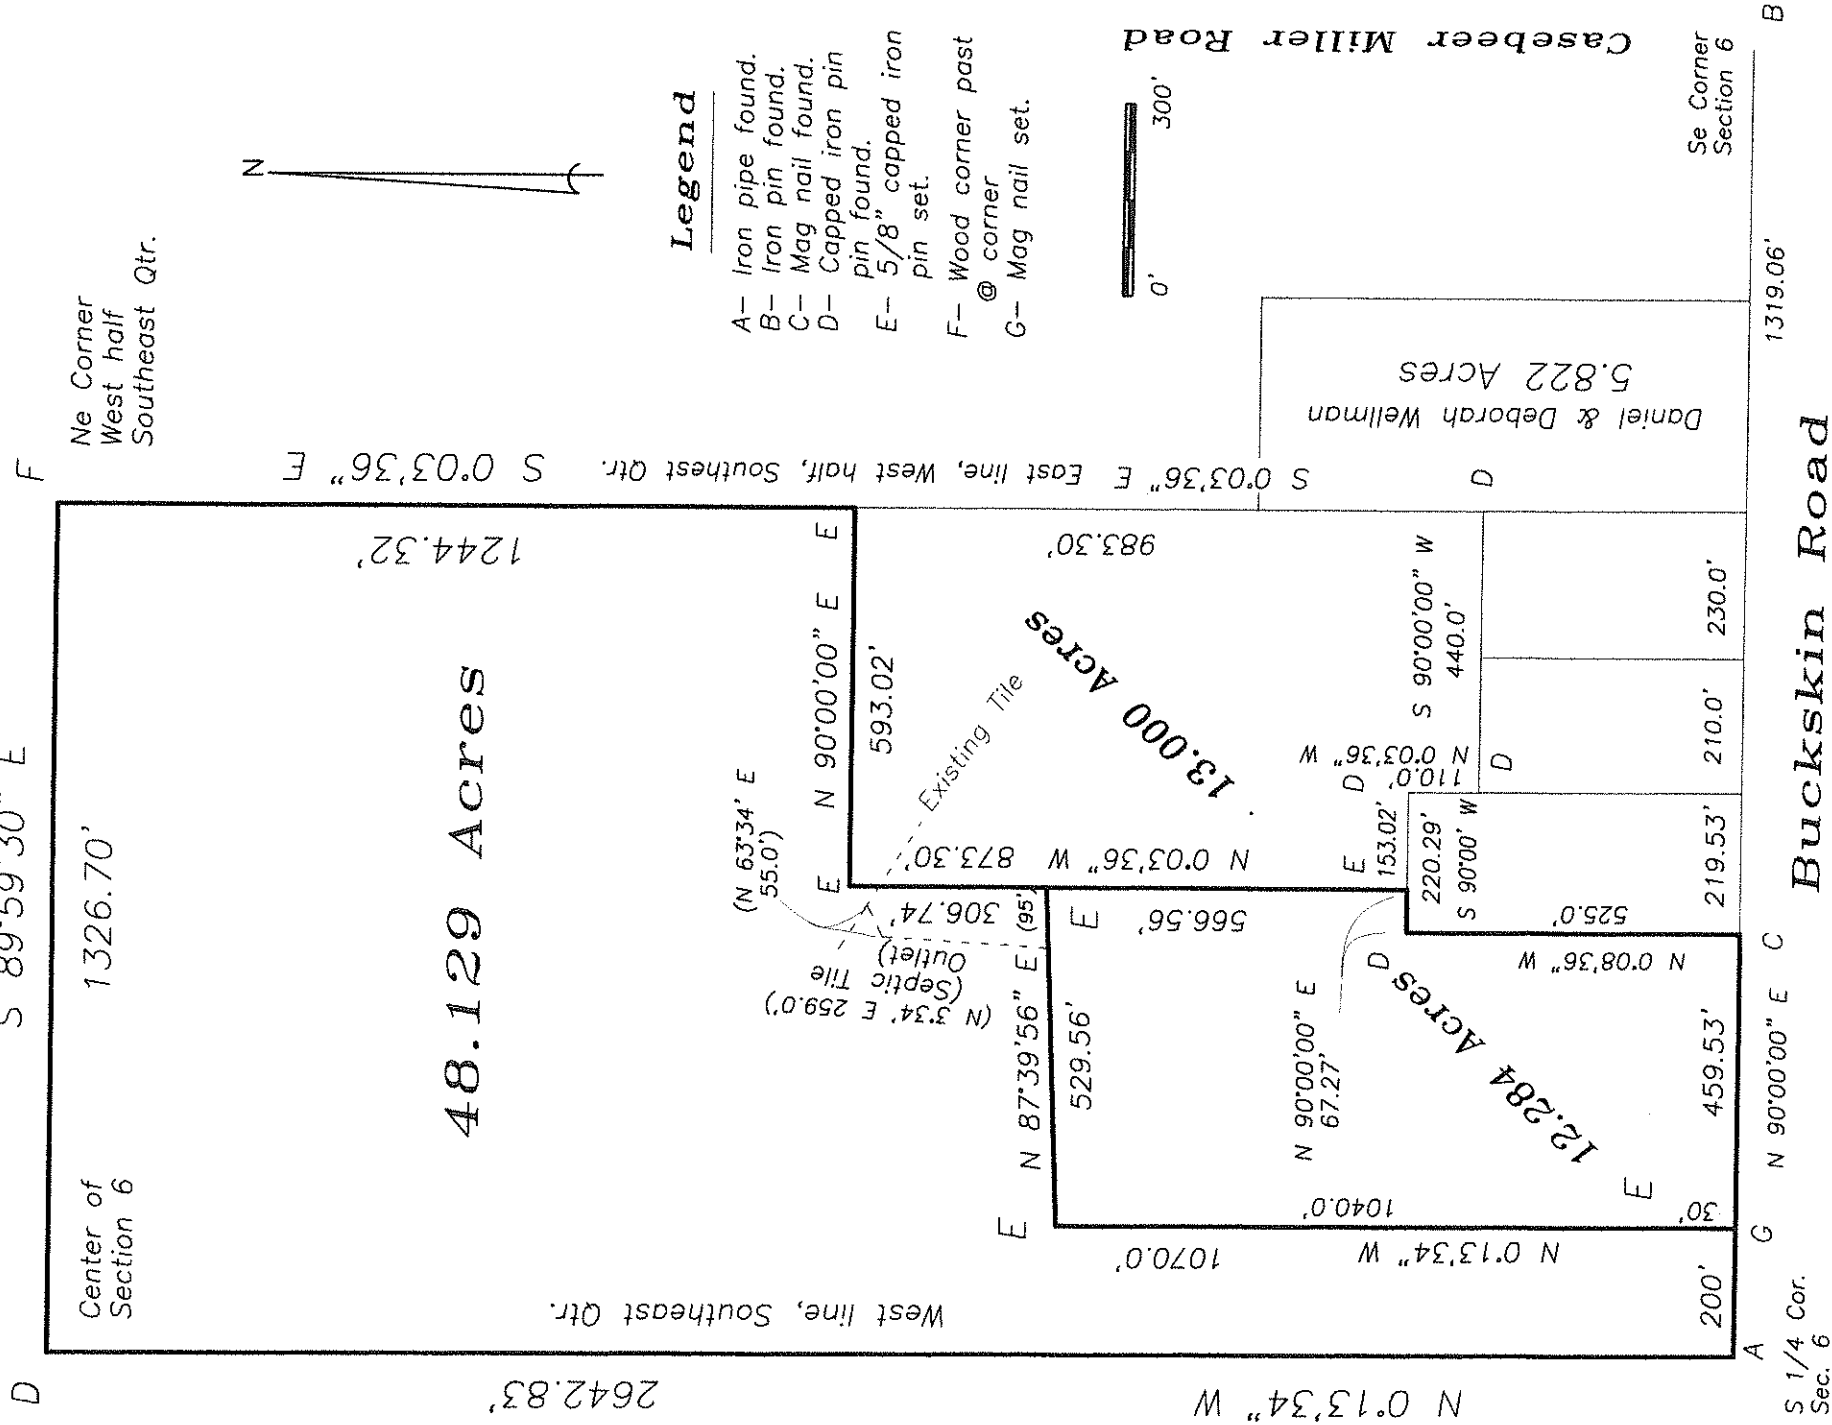 S 89°59'30" E
1326.70'
D
F
Center of
Section 6
Ne Corner
West half
Southeast Qtr.
N
48.129 Acres
1244.32'
S 0°03'36" E
2642.83'
N 0°13'34" W
West line, Southeast Qtr.
S 0°03'36" E East line, West half, Southest Qtr.
Legend
A– Iron pipe found.
B– Iron pin found.
C– Mag nail found.
D– Capped iron pin
pin found.
E– 5/8" capped iron
pin set.
F– Wood corner past
@ corner
G– Mag nail set.
0'
300'
Casebeer Miller Road
(N 63°34' E
55.0')
E
N 90°00'00" E
E
593.02'
Existing Tile
13.000 Acres
983.30'
N 0°03'36" W 873.30'
306.74'
(95')
(N 3°34' E 259.0')
(Septic Tile
Outlet)
E
N 87°39'56" E
E
529.56'
566.56'
N 90°00'00" E
67.27'
D
12.284 Acres
1070.0'
N 0°13'34" W
1040.0'
30'
E
E
153.02'
D
110.0'
N 0°03'36" W
S 90°00'00" W
440.0'
D
D
220.29'
S 90°00' W
525.0'
N 0°08'36" W
Daniel & Deborah Wellman
5.822 Acres
200'
459.53'
219.53'
210.0'
230.0'
1319.06'
Se Corner
Section 6
A
G
N 90°00'00" E
C
B
S 1/4 Cor.
Sec. 6
Buckskin Road